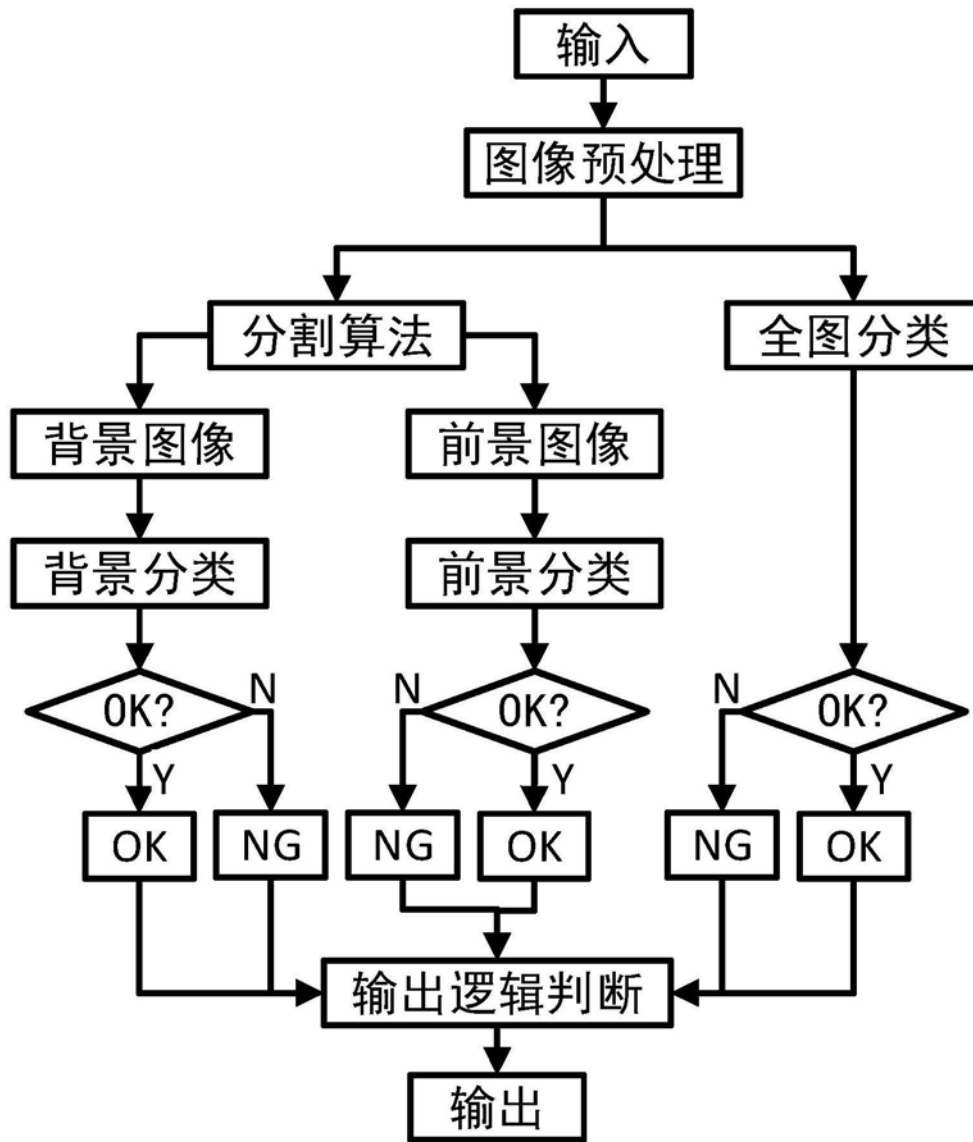 输入
图像预处理
分割算法
全图分类
背景图像
前景图像
背景分类
前景分类
OK?
N
N
OK?
N
OK?
Y
Y
Y
OK
NG
NG
OK
NG
OK
输出逻辑判断
输出